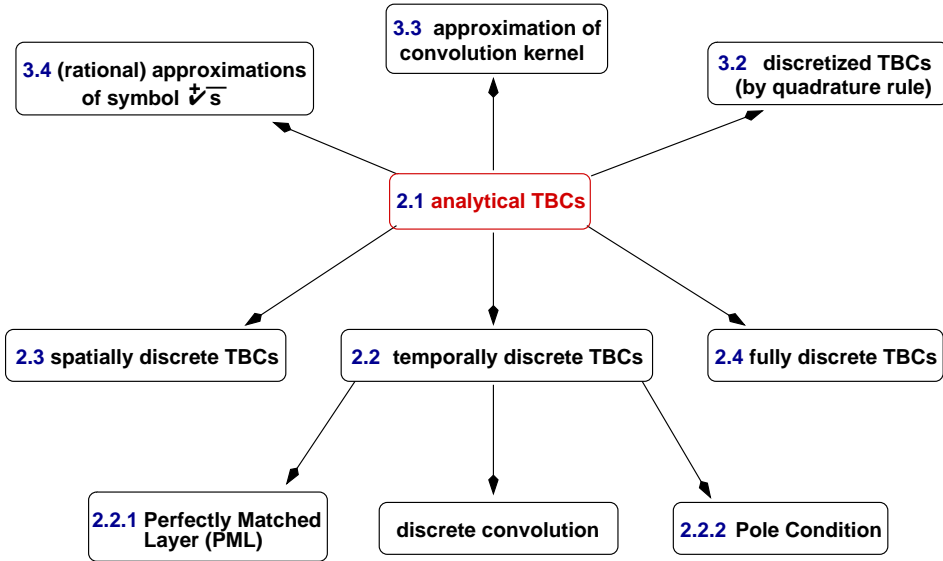 3.3 approximation of
convolution kernel
3.4 (rational) approximations
of symbol ⁺√s
3.2 discretized TBCs
(by quadrature rule)
2.1 analytical TBCs
2.3 spatially discrete TBCs
2.2 temporally discrete TBCs
2.4 fully discrete TBCs
2.2.1 Perfectly Matched
Layer (PML)
discrete convolution
2.2.2 Pole Condition